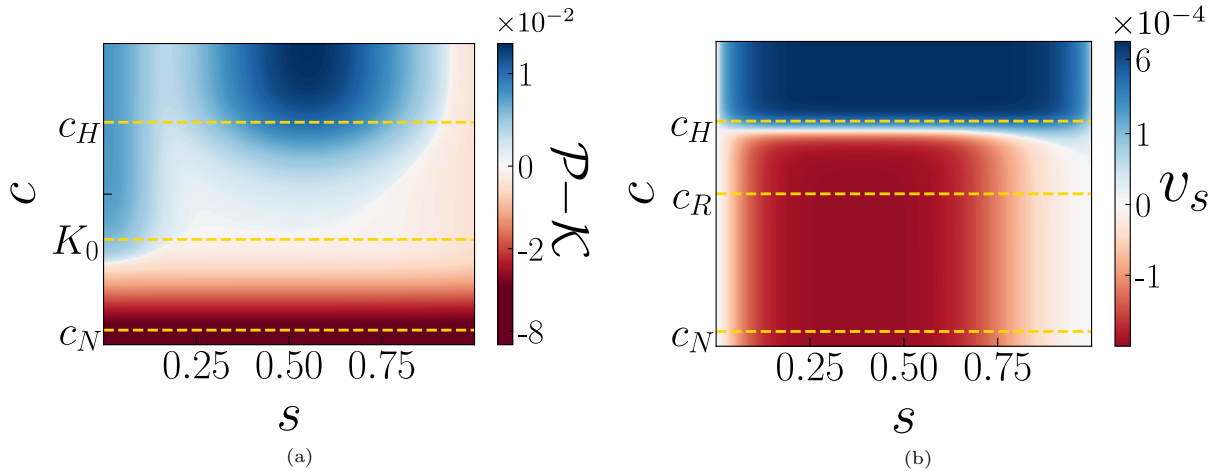 ×10⁻²
1
0
-2
-8
𝒫−𝒦
c_H
K_0
c_N
c
0.25 0.50 0.75
s
(a)
×10⁻⁴
6
1
0
-1
v_s
c_H
c_R
c_N
c
0.25 0.50 0.75
s
(b)